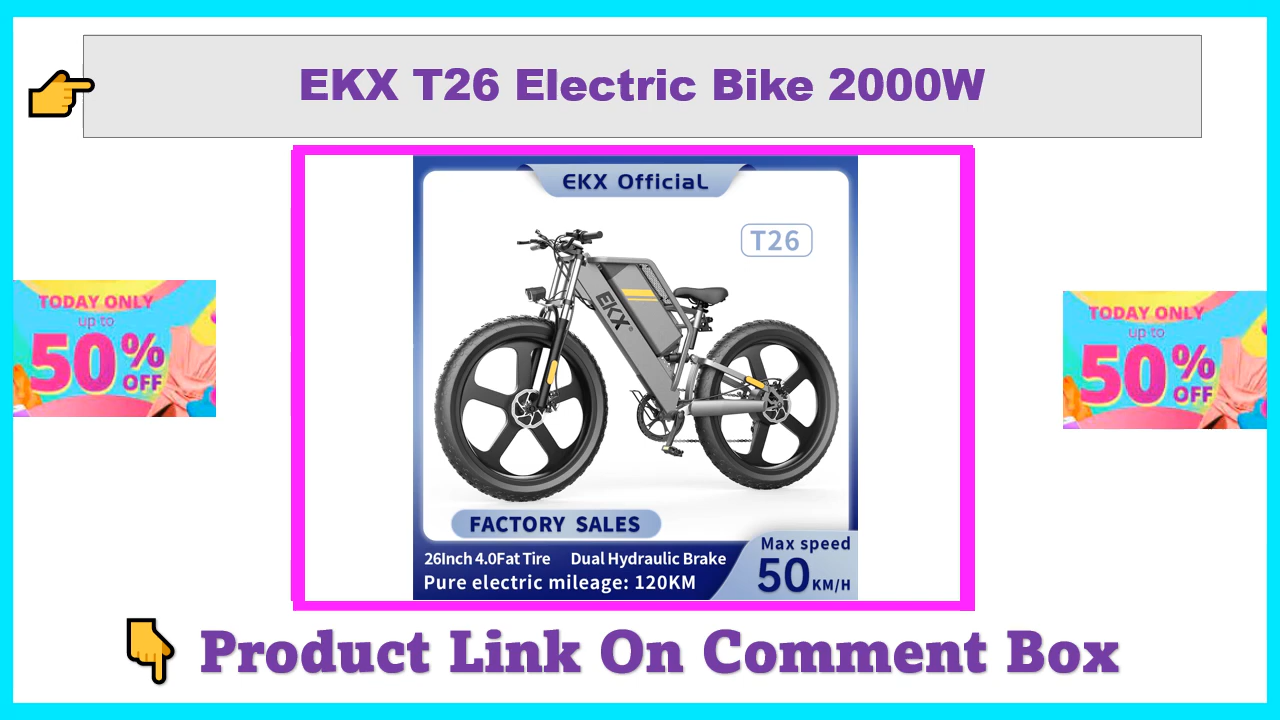 EKX T26 Electric Bike 2000W
EKX Official
T26
EKX
TODAY ONLY
up to
50%
OFF
TODAY ONLY
up to
50%
OFF
FACTORY SALES
26Inch 4.0Fat Tire Dual Hydraulic Brake
Pure electric mileage: 120KM
Max speed
50KM/H
Product Link On Comment Box